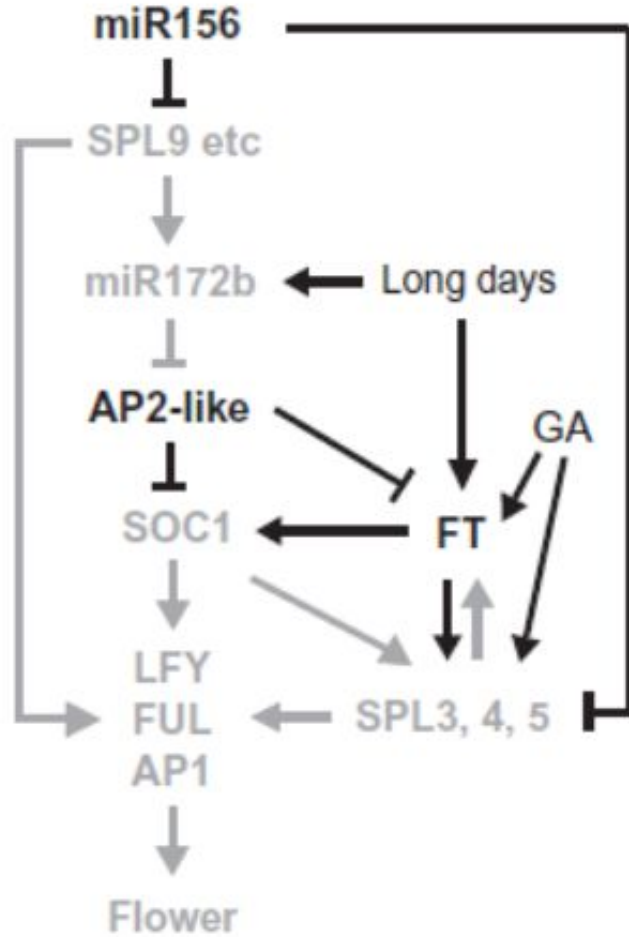 miR156
SPL9 etc
miR172b
Long days
AP2-like
GA
SOC1
FT
LFY
FUL
SPL3, 4, 5
AP1
Flower